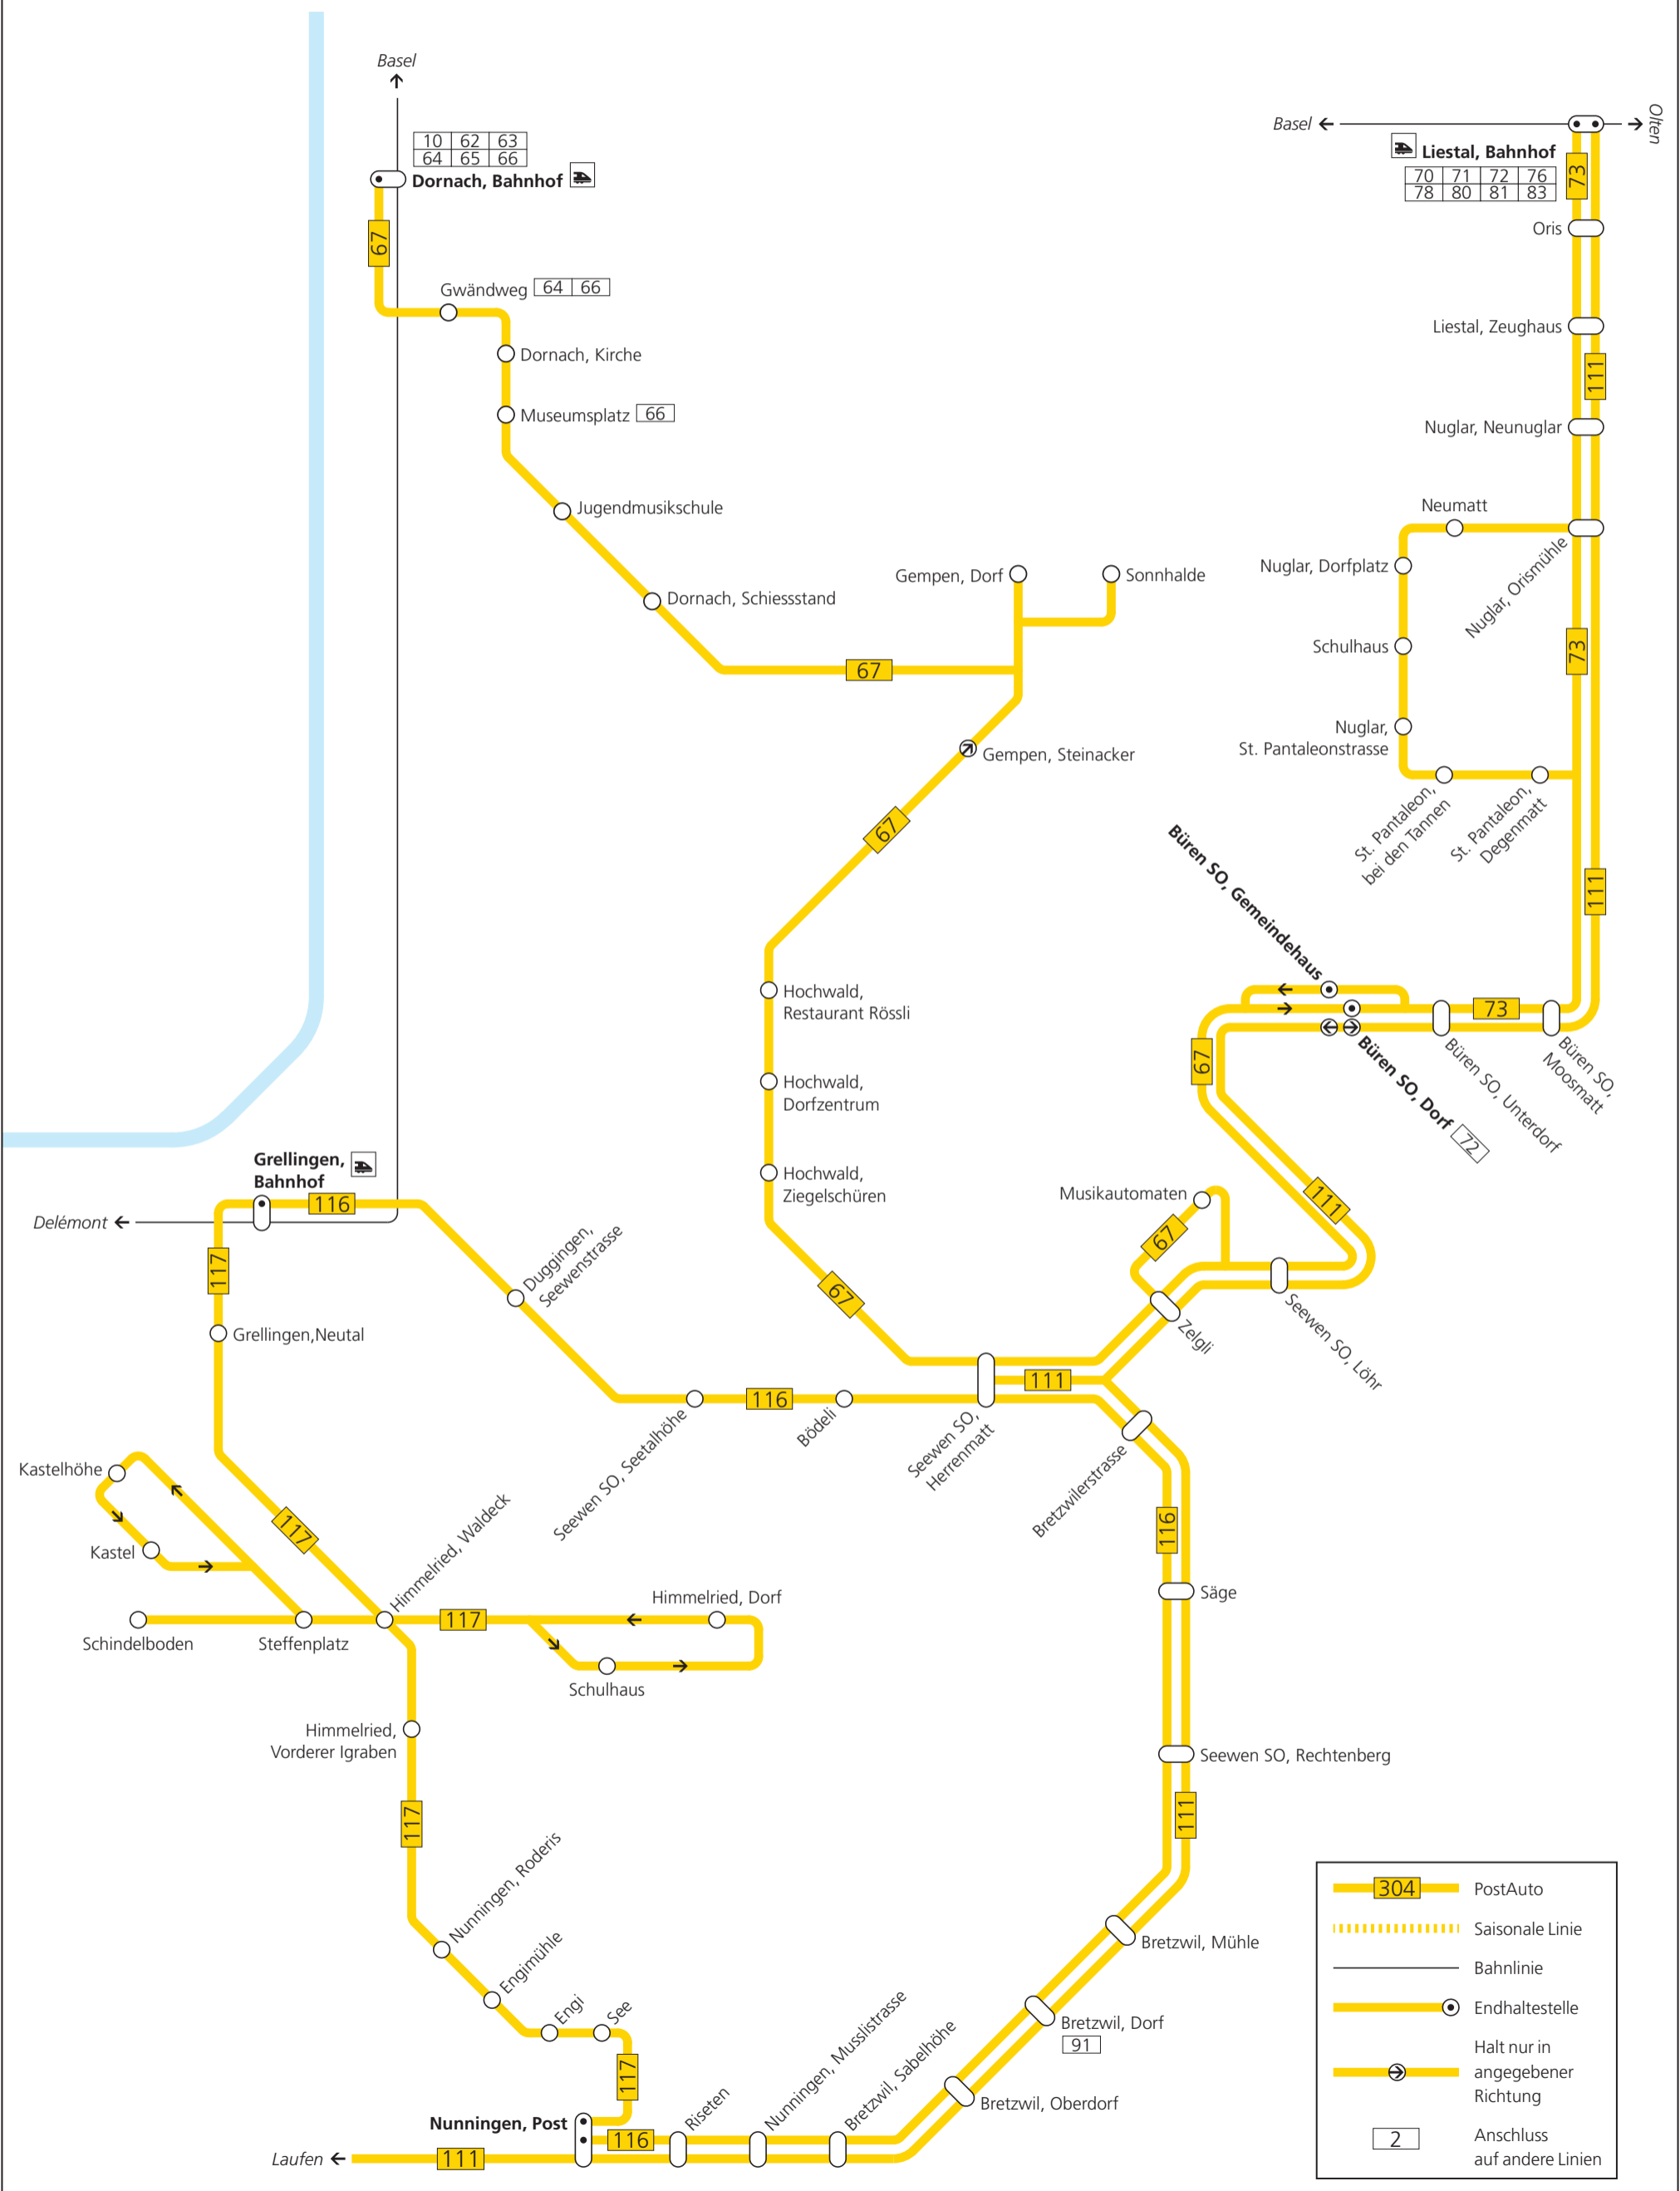 Basel
10 62 63
64 65 66
Dornach, Bahnhof
67
Gwändweg 64 66
Dornach, Kirche
Museumsplatz 66
Jugendmusikschule
Dornach, Schiessstand
Gempen, Dorf
Sonnhalde
67
Gempen, Steinacker
67
Hochwald,
Restaurant Rössli
Hochwald,
Dorfzentrum
Hochwald,
Ziegelschüren
67
Basel
Olten
Liestal, Bahnhof
70 71 72 76
78 80 81 83
73
Oris
Liestal, Zeughaus
111
Nuglar, Neunuglar
Neumatt
Nuglar, Orismühle
Nuglar, Dorfplatz
Schulhaus
73
Nuglar,
St. Pantaleonstrasse
St. Pantaleon,
bei den Tannen
St. Pantaleon,
Degenmatt
111
Büren SO, Gemeindehaus
73
Büren SO, Dorf 72
Büren SO, Unterdorf
Büren SO,
Moosmatt
67
111
Musikautomaten
67
Zelgli
Seewen SO, Löhr
Grellingen,
Bahnhof
116
Delémont
117
Duggingen,
Seewenstrasse
Grellingen,Neutal
Seewen SO, Seetalhöhe
116
Bödeli
Seewen SO,
Herrenmatt
111
Bretzwilerstrasse
116
Säge
Seewen SO, Rechtenberg
111
Kastelhöhe
Kastel
117
Himmelried, Waldeck
Schindelboden
Steffenplatz
117
Himmelried, Dorf
Schulhaus
Himmelried,
Vorderer Igraben
117
Nunningen, Roderis
Engimühle
Engi
See
117
Nunningen, Post
116
Riseten
Nunningen, Musslistrasse
Bretzwil, Sabelhöhe
Bretzwil, Oberdorf
Bretzwil, Dorf
91
Bretzwil, Mühle
Laufen
111
304 PostAuto
Saisonale Linie
Bahnlinie
Endhaltestelle
Halt nur in
angegebener
Richtung
2 Anschluss
auf andere Linien